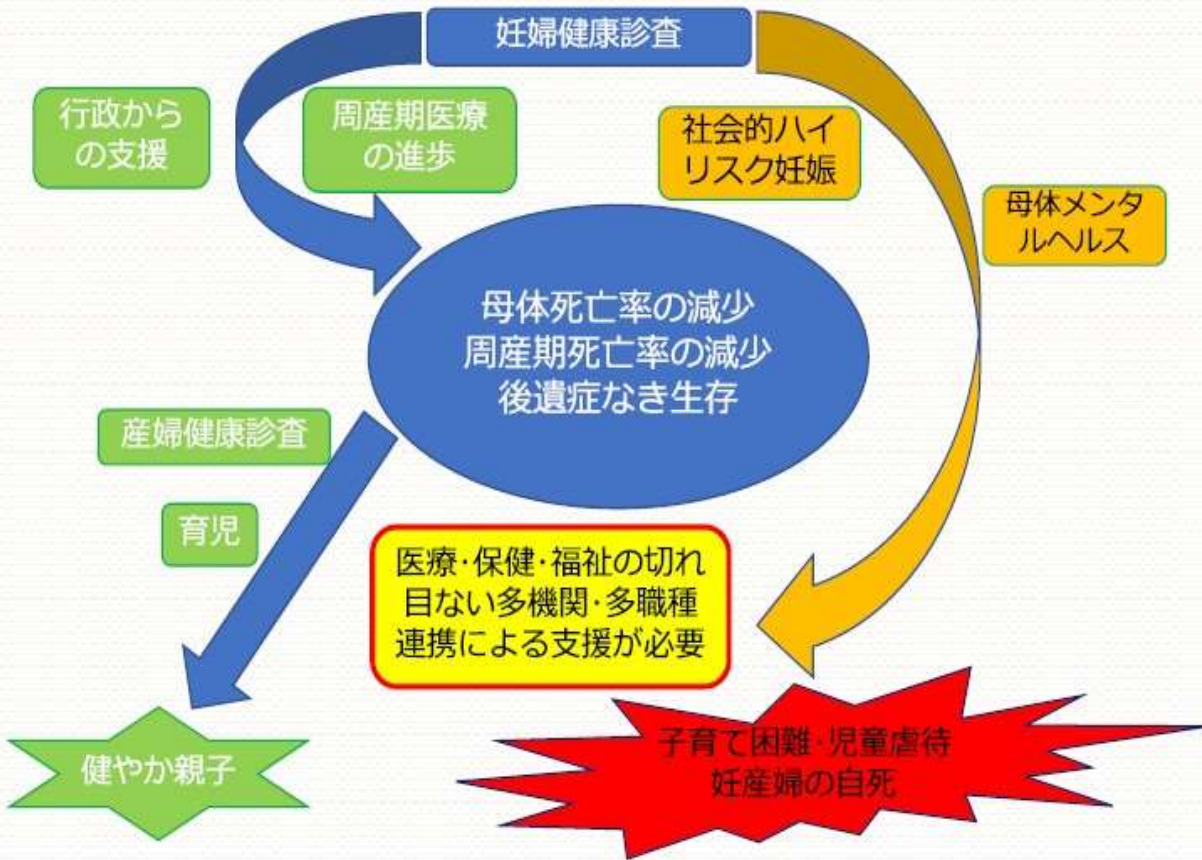 妊婦健康診査
行政から
の支援
周産期医療
の進歩
社会的ハイ
リスク妊娠
母体メンタ
ルヘルス
母体死亡率の減少
周産期死亡率の減少
後遺症なき生存
産婦健康診査
育児
医療･保健･福祉の切れ
目ない多機関･多職種
連携による支援が必要
健やか親子
子育て困難･児童虐待
妊産婦の自死